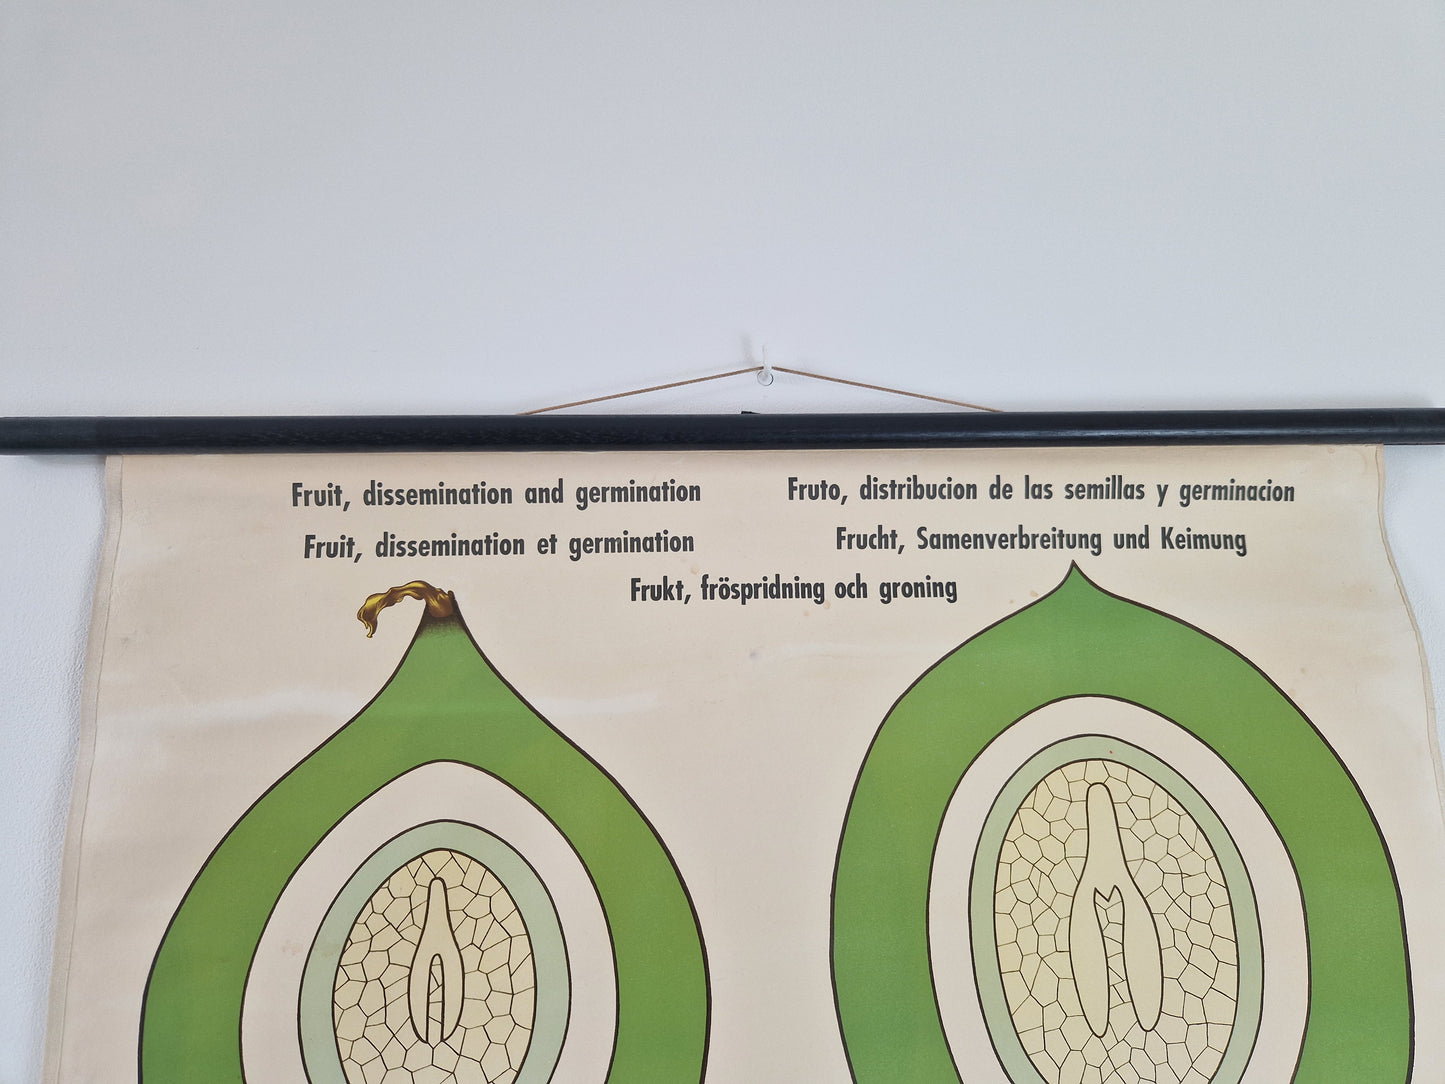 Fruit, dissemination and germination
Fruto, distribucion de las semillas y germinacion
Fruit, dissemination et germination
Frucht, Samenverbreitung und Keimung
Frukt, fröspridning och groning